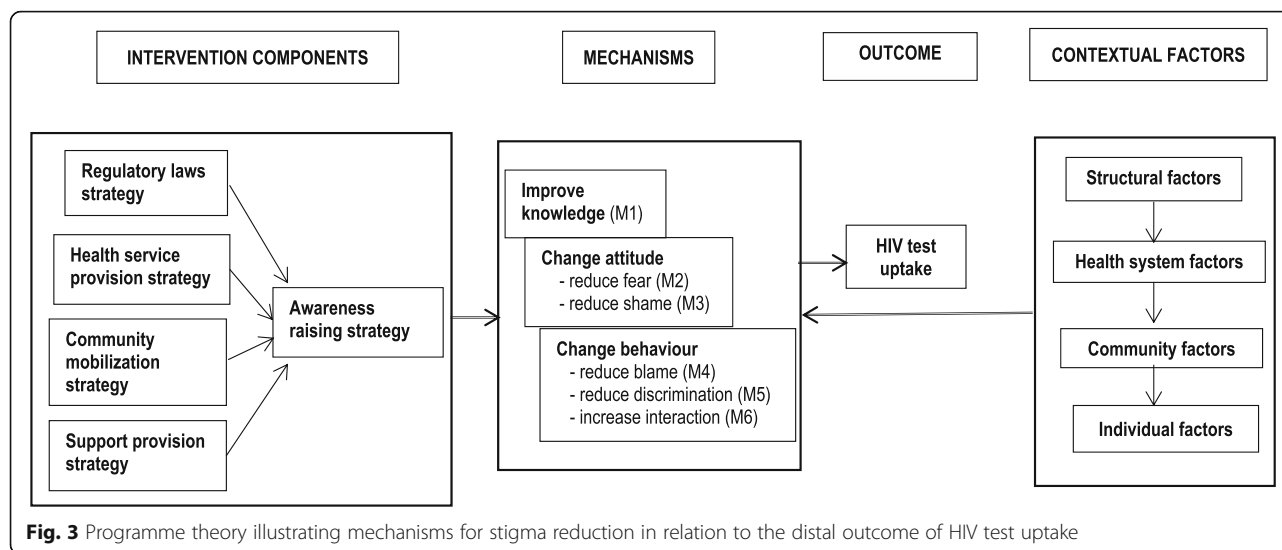 INTERVENTION COMPONENTS
MECHANISMS
OUTCOME
CONTEXTUAL FACTORS
Regulatory laws
strategy
Health service
provision strategy
Community
mobilization
strategy
Support provision
strategy
Awareness
raising strategy
Improve
knowledge (M1)
Change attitude
- reduce fear (M2)
- reduce shame (M3)
Change behaviour
- reduce blame (M4)
- reduce discrimination (M5)
- increase interaction (M6)
HIV test
uptake
Structural factors
Health system factors
Community factors
Individual factors
Fig. 3 Programme theory illustrating mechanisms for stigma reduction in relation to the distal outcome of HIV test uptake